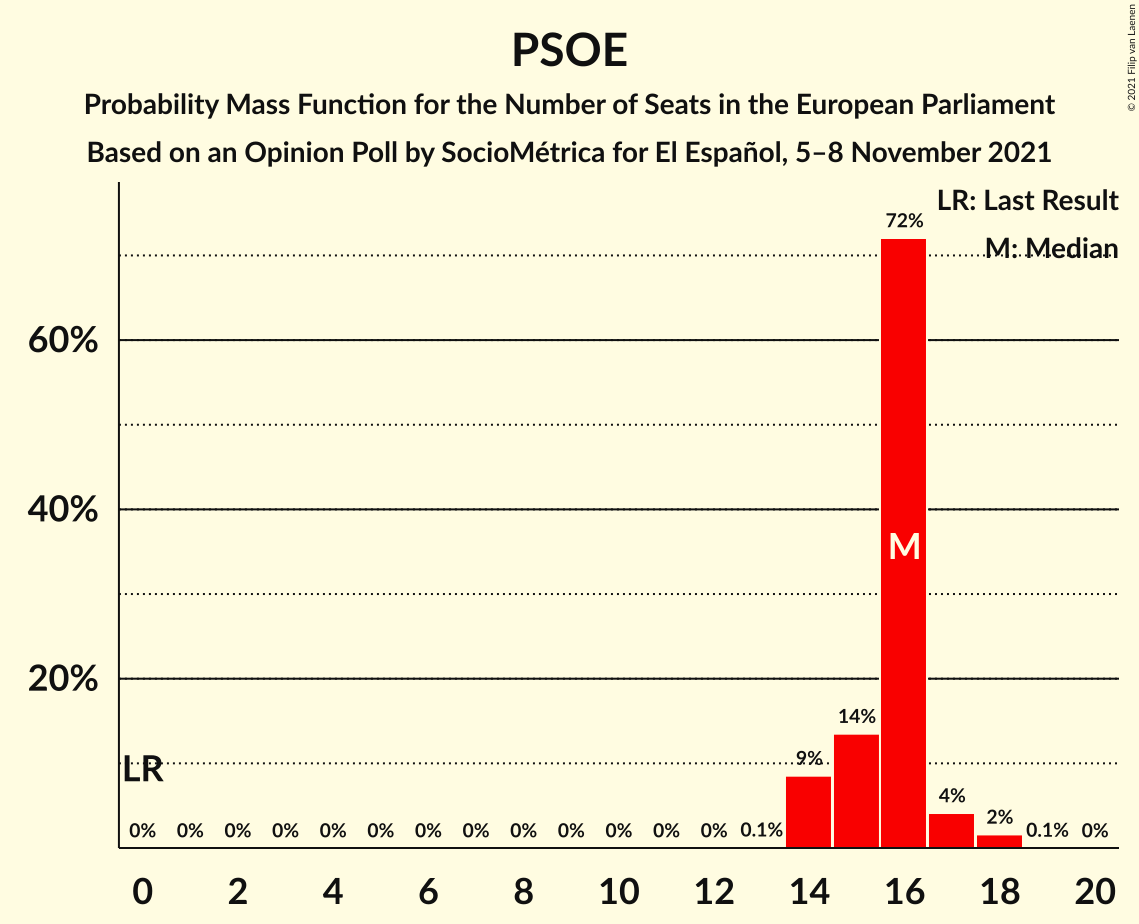 PSOE
Probability Mass Function for the Number of Seats in the European Parliament
Based on an Opinion Poll by SocioMétrica for El Español, 5–8 November 2021
© 2021 Filip van Laenen
LR: Last Result
M: Median
60%
40%
20%
LR
M
0% 0% 0% 0% 0% 0% 0% 0% 0% 0% 0% 0% 0% 0.1% 9% 14% 72% 4% 2% 0.1% 0%
0 2 4 6 8 10 12 14 16 18 20